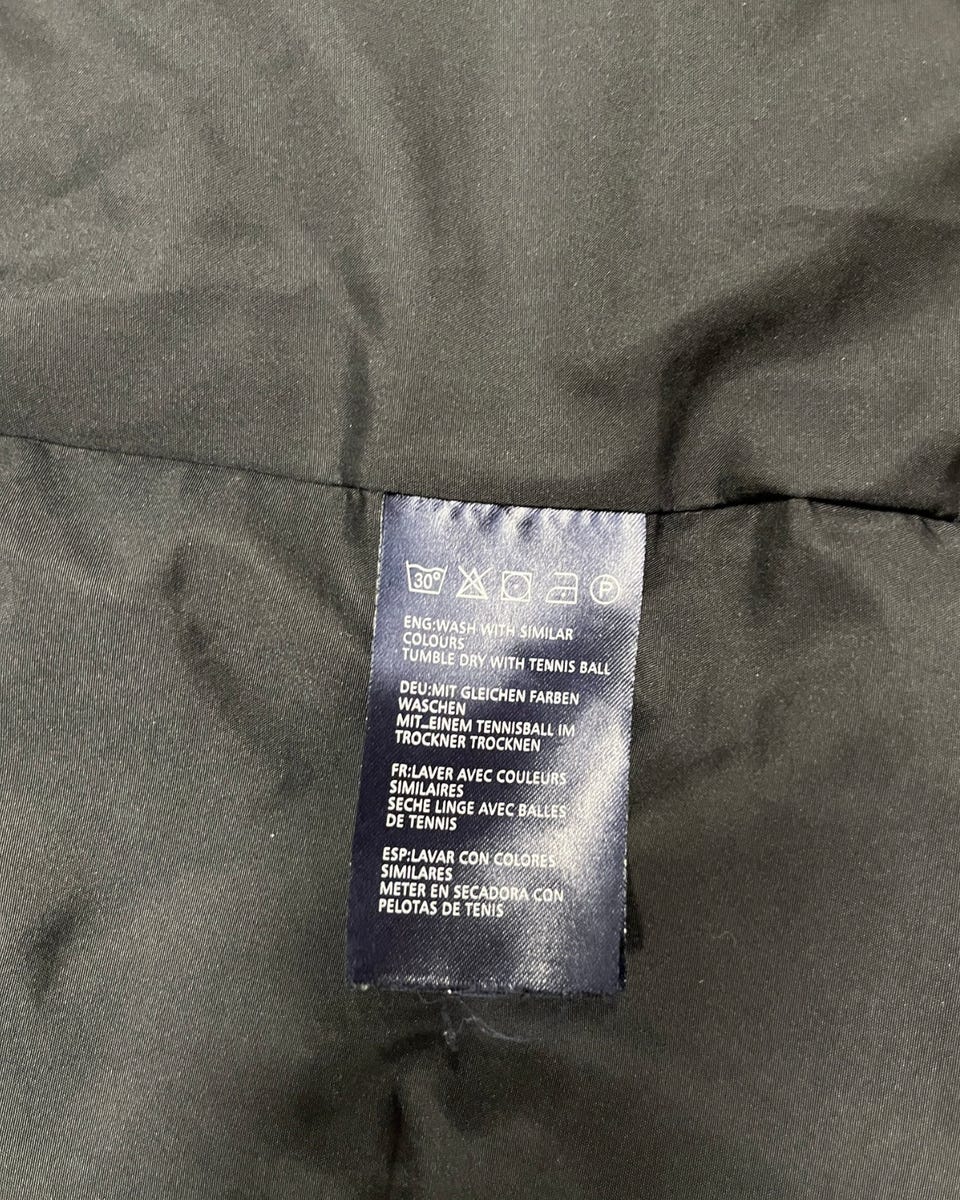 30°
P
ENG:WASH WITH SIMILAR
COLOURS
TUMBLE DRY WITH TENNIS BALL
DEU:MIT GLEICHEN FARBEN
WASCHEN
MIT_EINEM TENNISBALL IM
TROCKNER TROCKNEN
FR:LAVER AVEC COULEURS
SIMILAIRES
SECHE LINGE AVEC BALLES
DE TENNIS
ESP:LAVAR CON COLORES
SIMILARES
METER EN SECADORA CON
PELOTAS DE TENIS